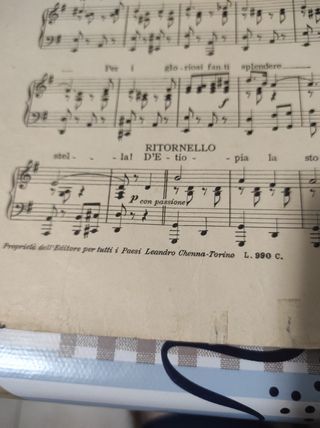 Per i glo-riosi fan-ti splendere
RITORNELLO
stel- - - la! D'E - tio - - pia la sto
p con passione
Proprietà dell'Editore per tutti i Paesi Leandro Chenna-Torino L. 990 C.